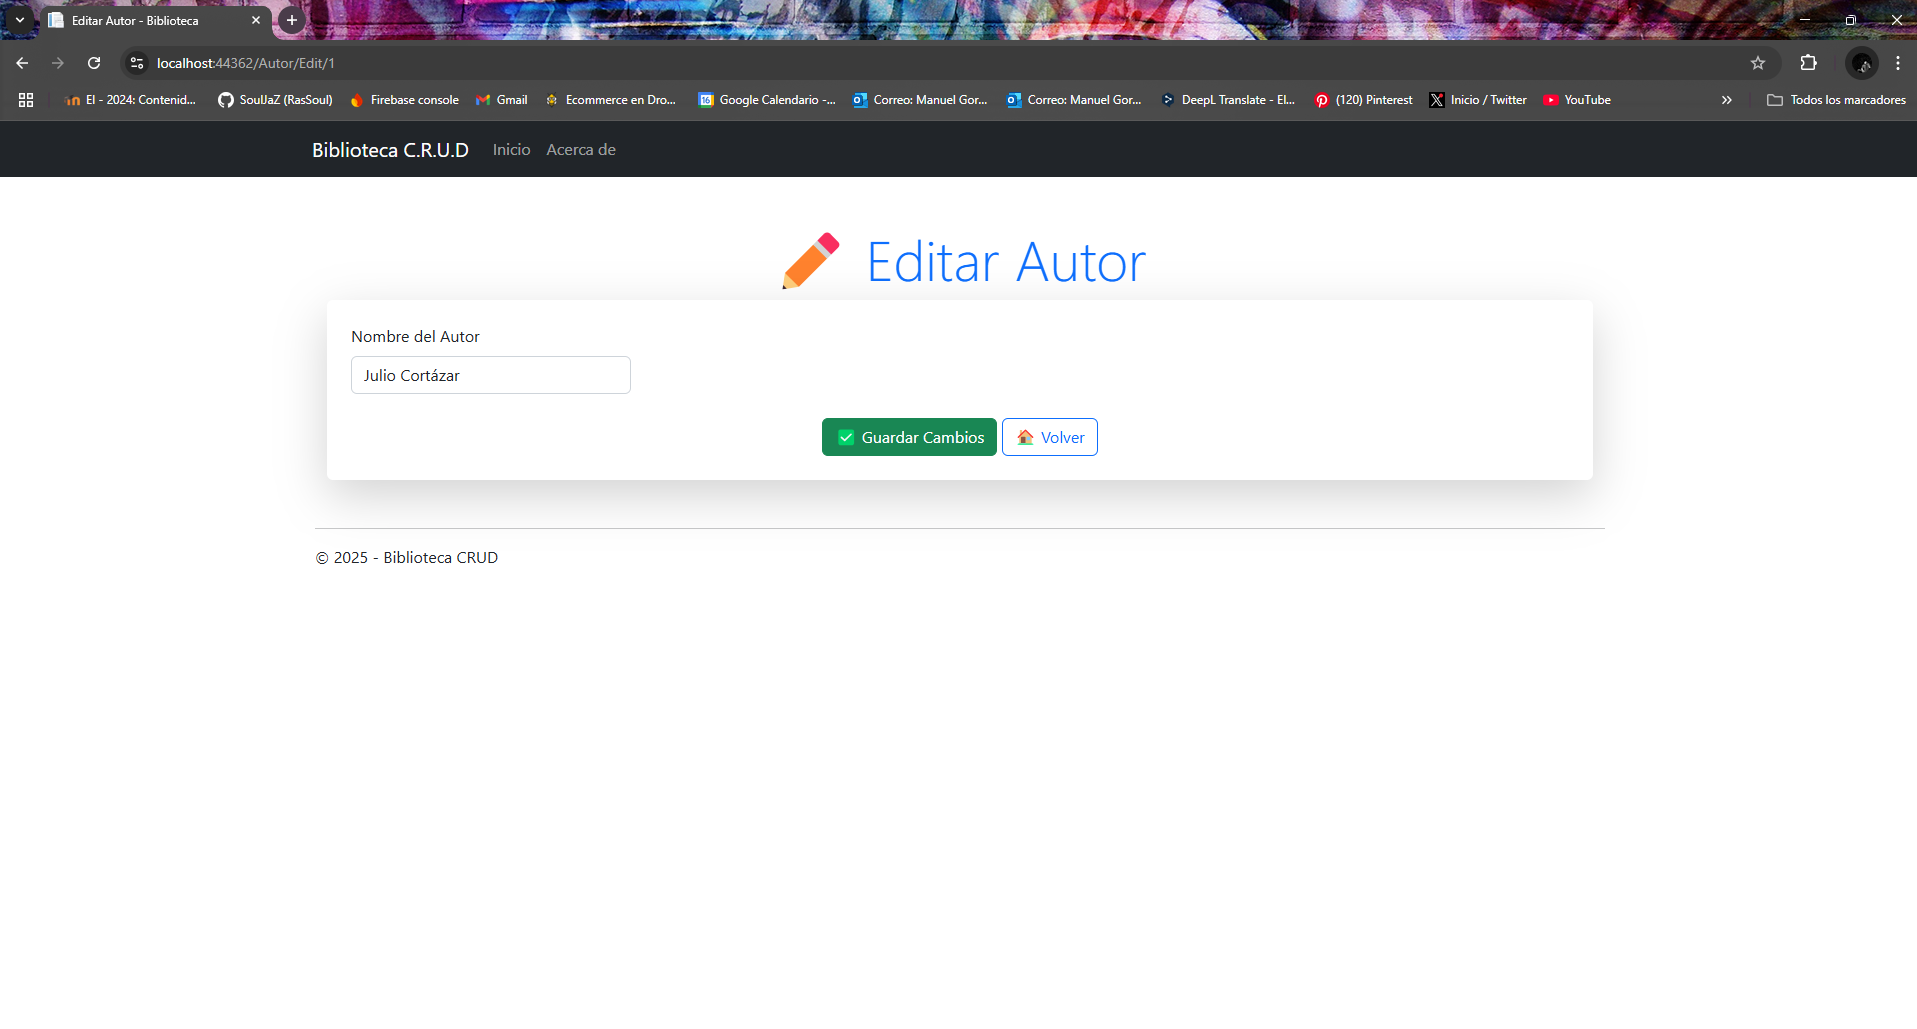 Editar Autor - Biblioteca
localhost:44362/Autor/Edit/1
EI - 2024: Contenid...
SoulJaZ (RasSoul)
Firebase console
Gmail
Ecommerce en Dro...
16
Google Calendario -...
Correo: Manuel Gor...
Correo: Manuel Gor...
DeepL Translate - El...
(120) Pinterest
Inicio / Twitter
YouTube
Todos los marcadores
Biblioteca C.R.U.D
Inicio
Acerca de
Editar Autor
Nombre del Autor
Julio Cortázar
Guardar Cambios
Volver
© 2025 - Biblioteca CRUD